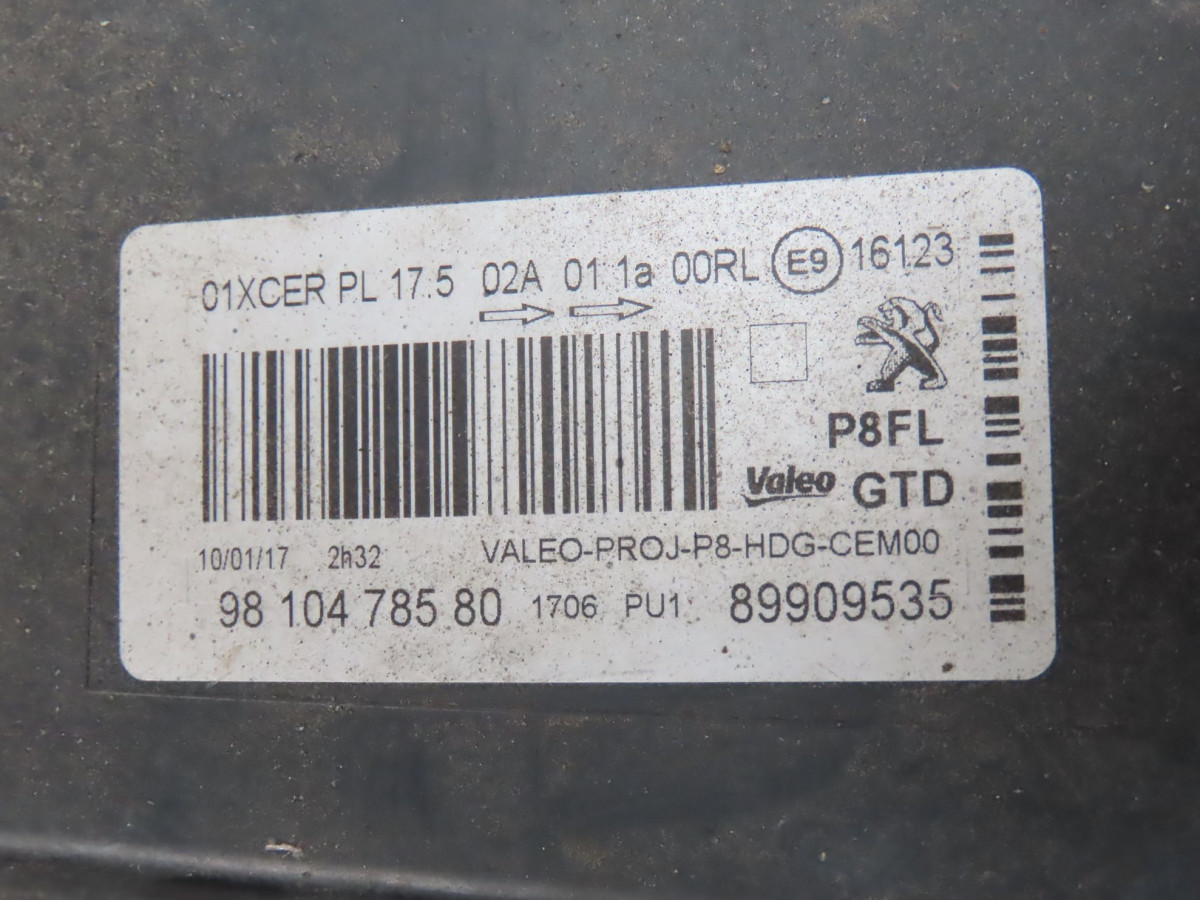 01XCER PL 17.5 02A 01 1a 00RL E9 16123
P8FL
Valeo GTD
10/01/17 2h32 VALEO-PROJ-P8-HDG-CEM00
98 104 785 80 1706 PU1 89909535